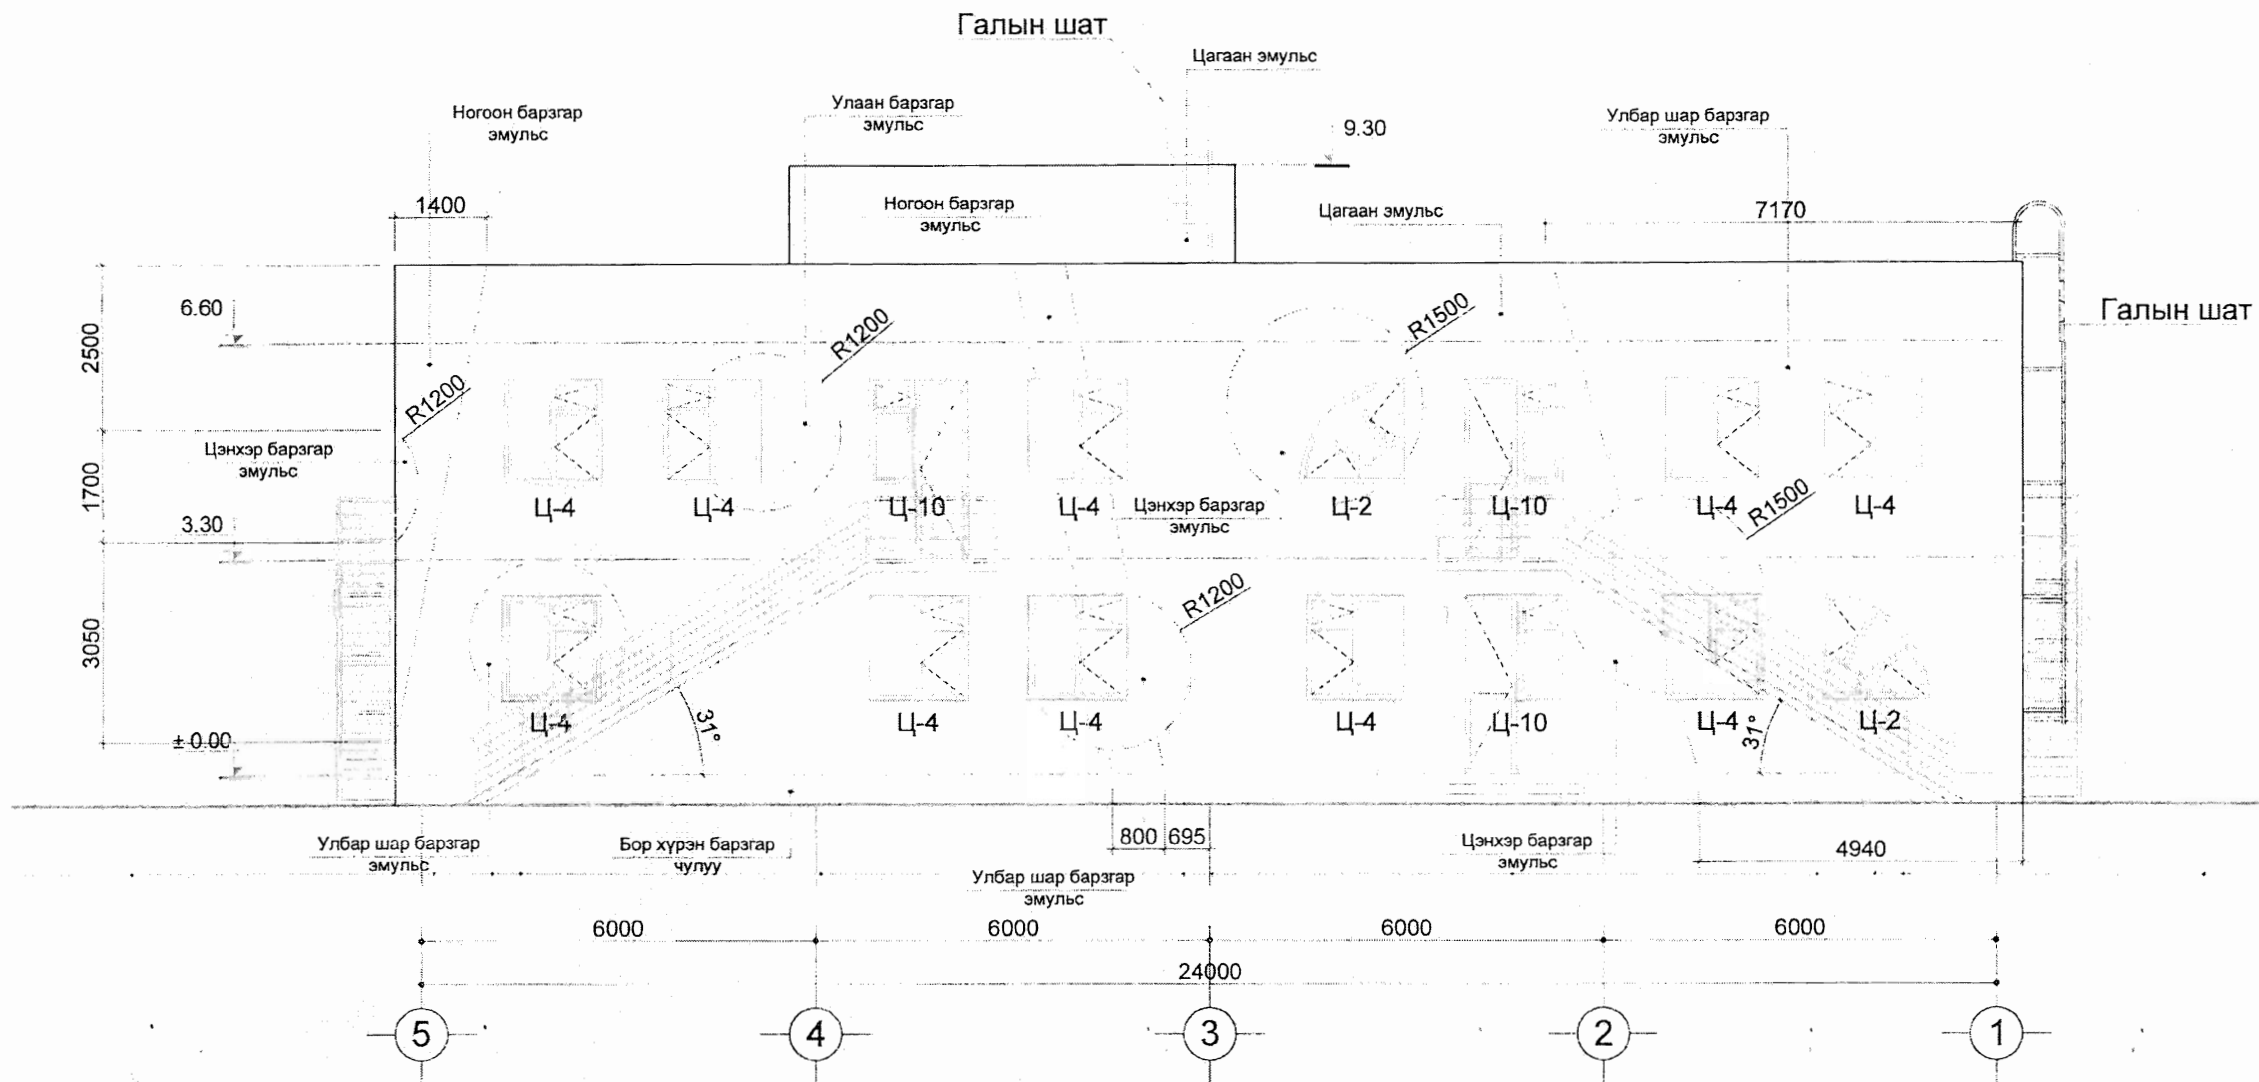 Галын шат
Цагаан эмульс
Ногоон барзгар
эмульс
Улаан барзгар
эмульс
Улбар шар барзгар
эмульс
9.30
1400
Ногоон барзгар
эмульс
Цагаан эмульс
7170
6.60
R1200
R1500
Галын шат
2500
R1200
Цэнхэр барзгар
эмульс
1700
Ц-4
Ц-4
Ц-10
Ц-4
Цэнхэр барзгар
эмульс
Ц-2
Ц-10
Ц-4
R1500
Ц-4
3.30
R1200
3050
Ц-4
31°
Ц-4
Ц-4
Ц-4
Ц-10
Ц-4
31°
Ц-2
±0.00
Улбар шар барзгар
эмульс
Бор хүрэн барзгар
чулуу
800
695
Цэнхэр барзгар
эмульс
4940
Улбар шар барзгар
эмульс
6000
6000
6000
6000
24000
5
4
3
2
1